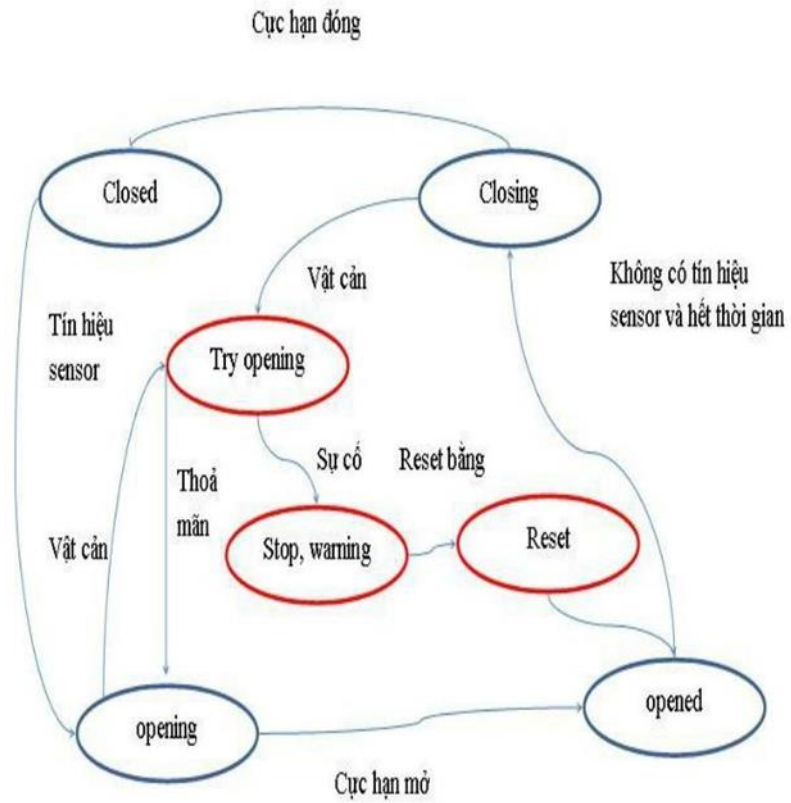 Cực hạn đóng
Closed
Closing
Vật cản
Không có tín hiệu
sensor và hết thời gian
Tín hiệu
sensor
Try opening
Sự cố
Reset bằng
Thoả
mãn
Vật cản
Stop, warning
Reset
opening
opened
Cực hạn mở